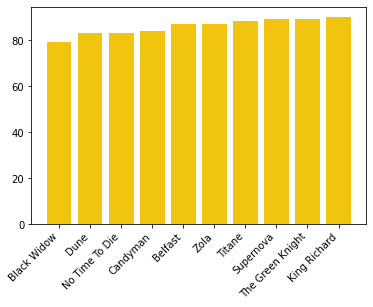 80
60
40
20
0
Black Widow
Dune
No Time To Die
Candyman
Belfast
Zola
Titane
Supernova
The Green Knight
King Richard